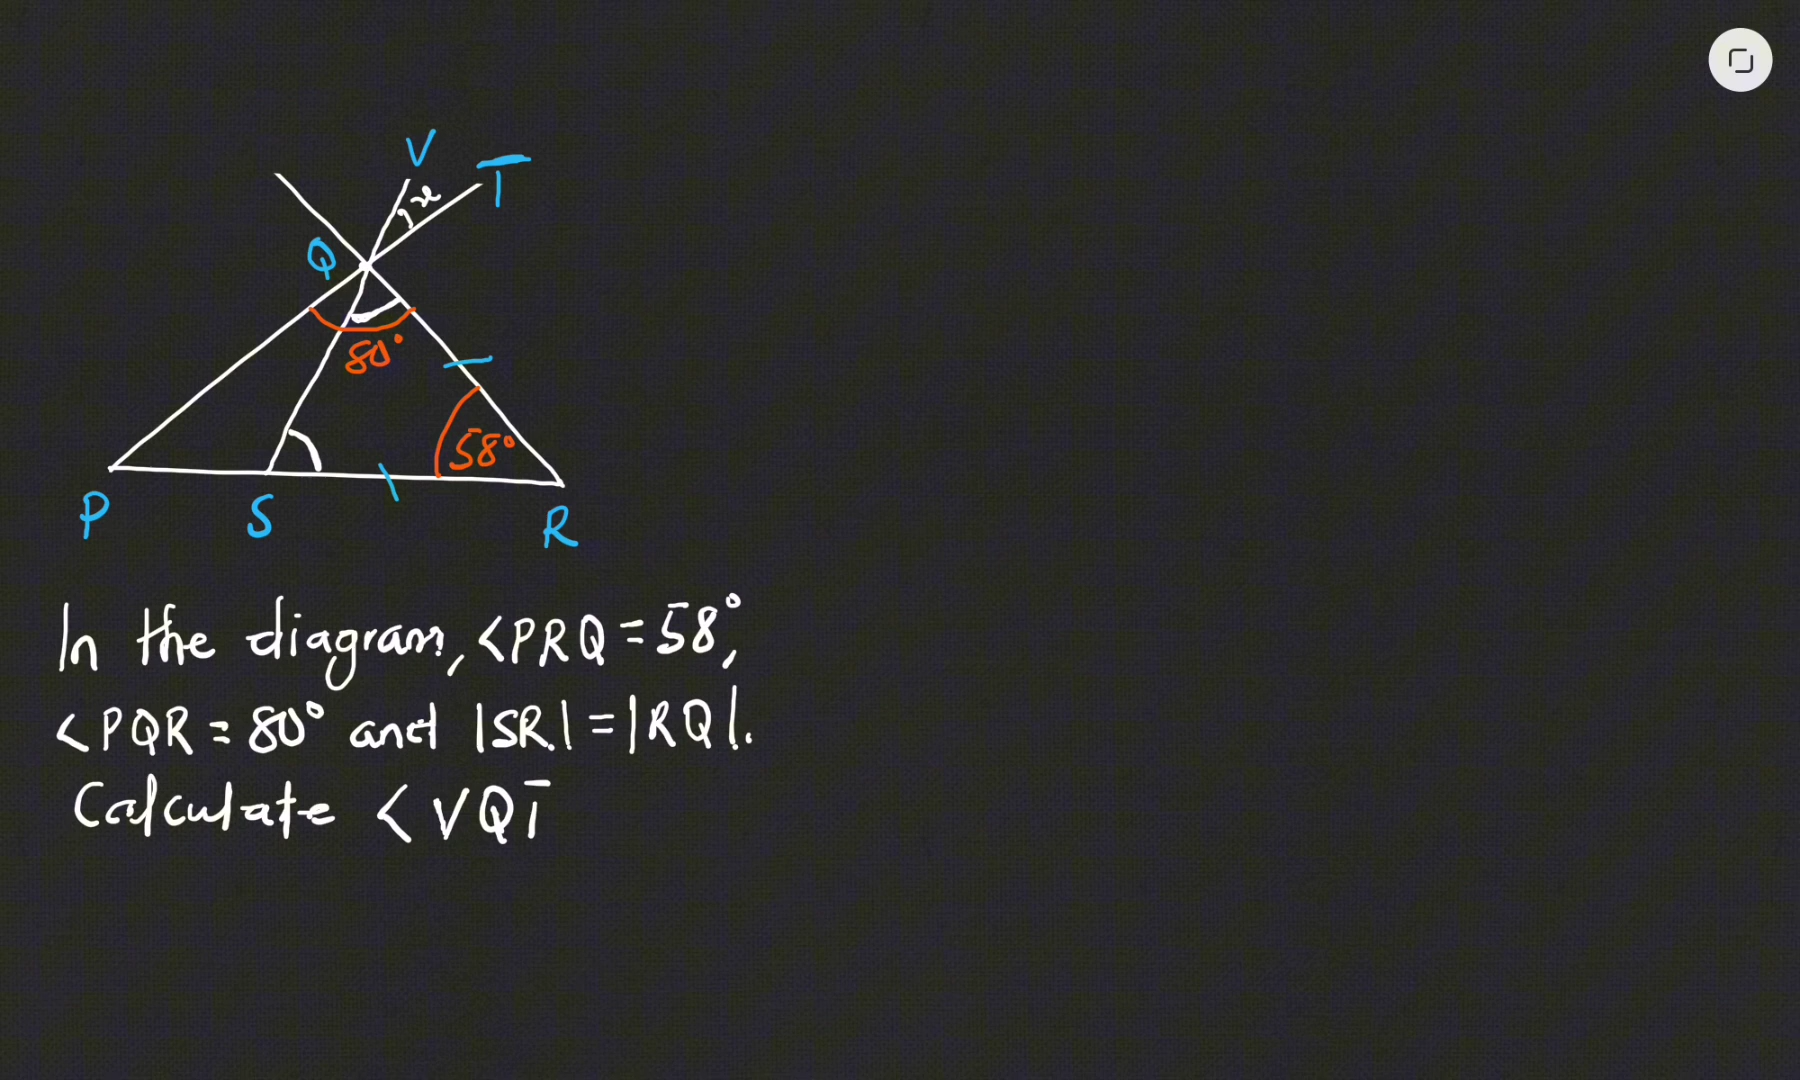 V
T
x
Q
80°
58°
P
S
R
In the diagram, <PRQ = 58°,
<PQR = 80° and |SR| = |RQ|.
Calculate < VQT